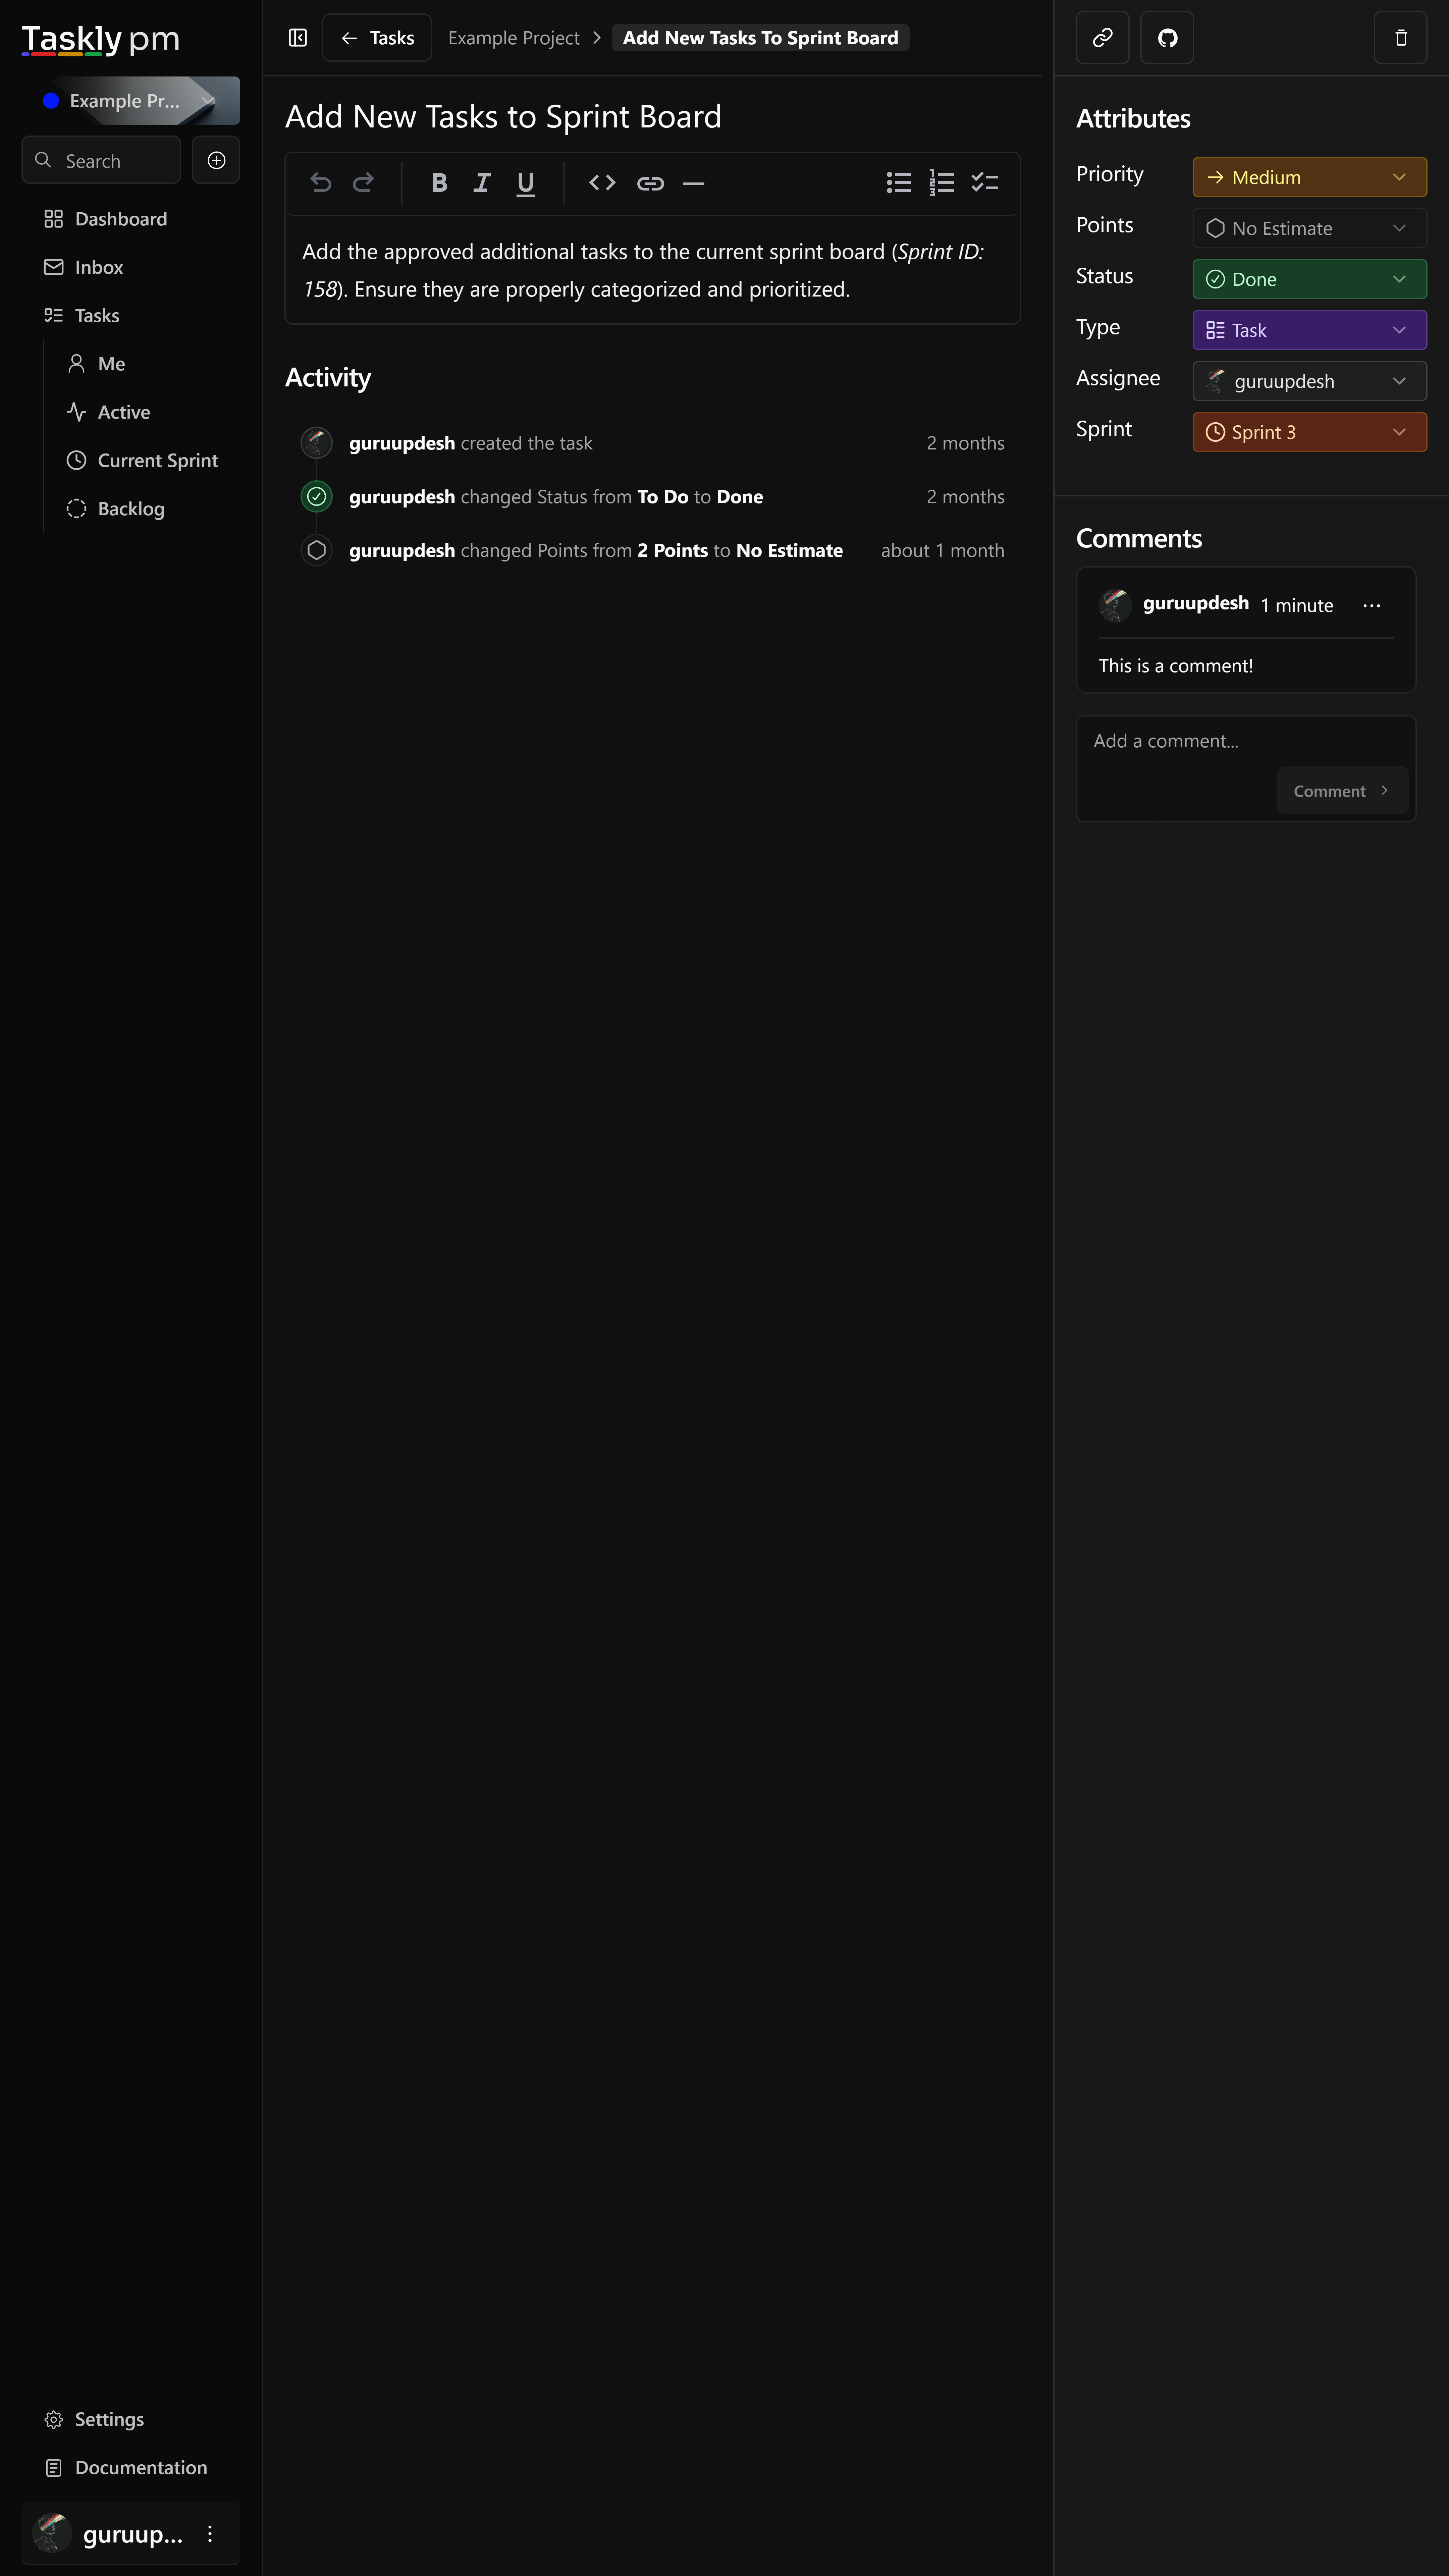 Taskly pm
Example Pr...
Search
Dashboard
Inbox
Tasks
Me
Active
Current Sprint
Backlog
Settings
Documentation
guruup...
Tasks
Example Project
Add New Tasks To Sprint Board
Add New Tasks to Sprint Board
B I U
Add the approved additional tasks to the current sprint board (Sprint ID:
158). Ensure they are properly categorized and prioritized.
Activity
guruupdesh created the task 2 months
guruupdesh changed Status from To Do to Done 2 months
guruupdesh changed Points from 2 Points to No Estimate about 1 month
Attributes
Priority Medium
Points No Estimate
Status Done
Type Task
Assignee guruupdesh
Sprint Sprint 3
Comments
guruupdesh 1 minute
This is a comment!
Add a comment...
Comment